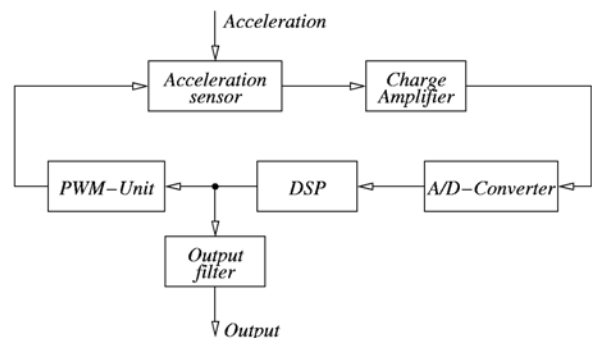 Acceleration
Acceleration
sensor
Charge
Amplifier
PWM-Unit
DSP
A/D-Converter
Output
filter
Output